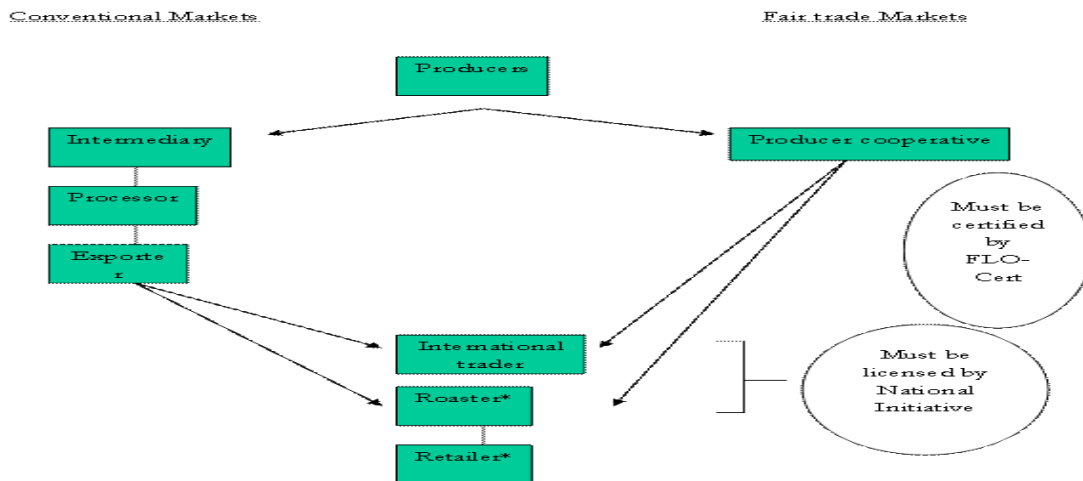 Conventional Markets
Fair trade Markets
Producers
Intermediary
Producer cooperative
Processor
Must be
certified
by
FLO-
Cert
Exporte
r
International
trader
Must be
licensed by
National
Initiative
Roaster*
Retailer*